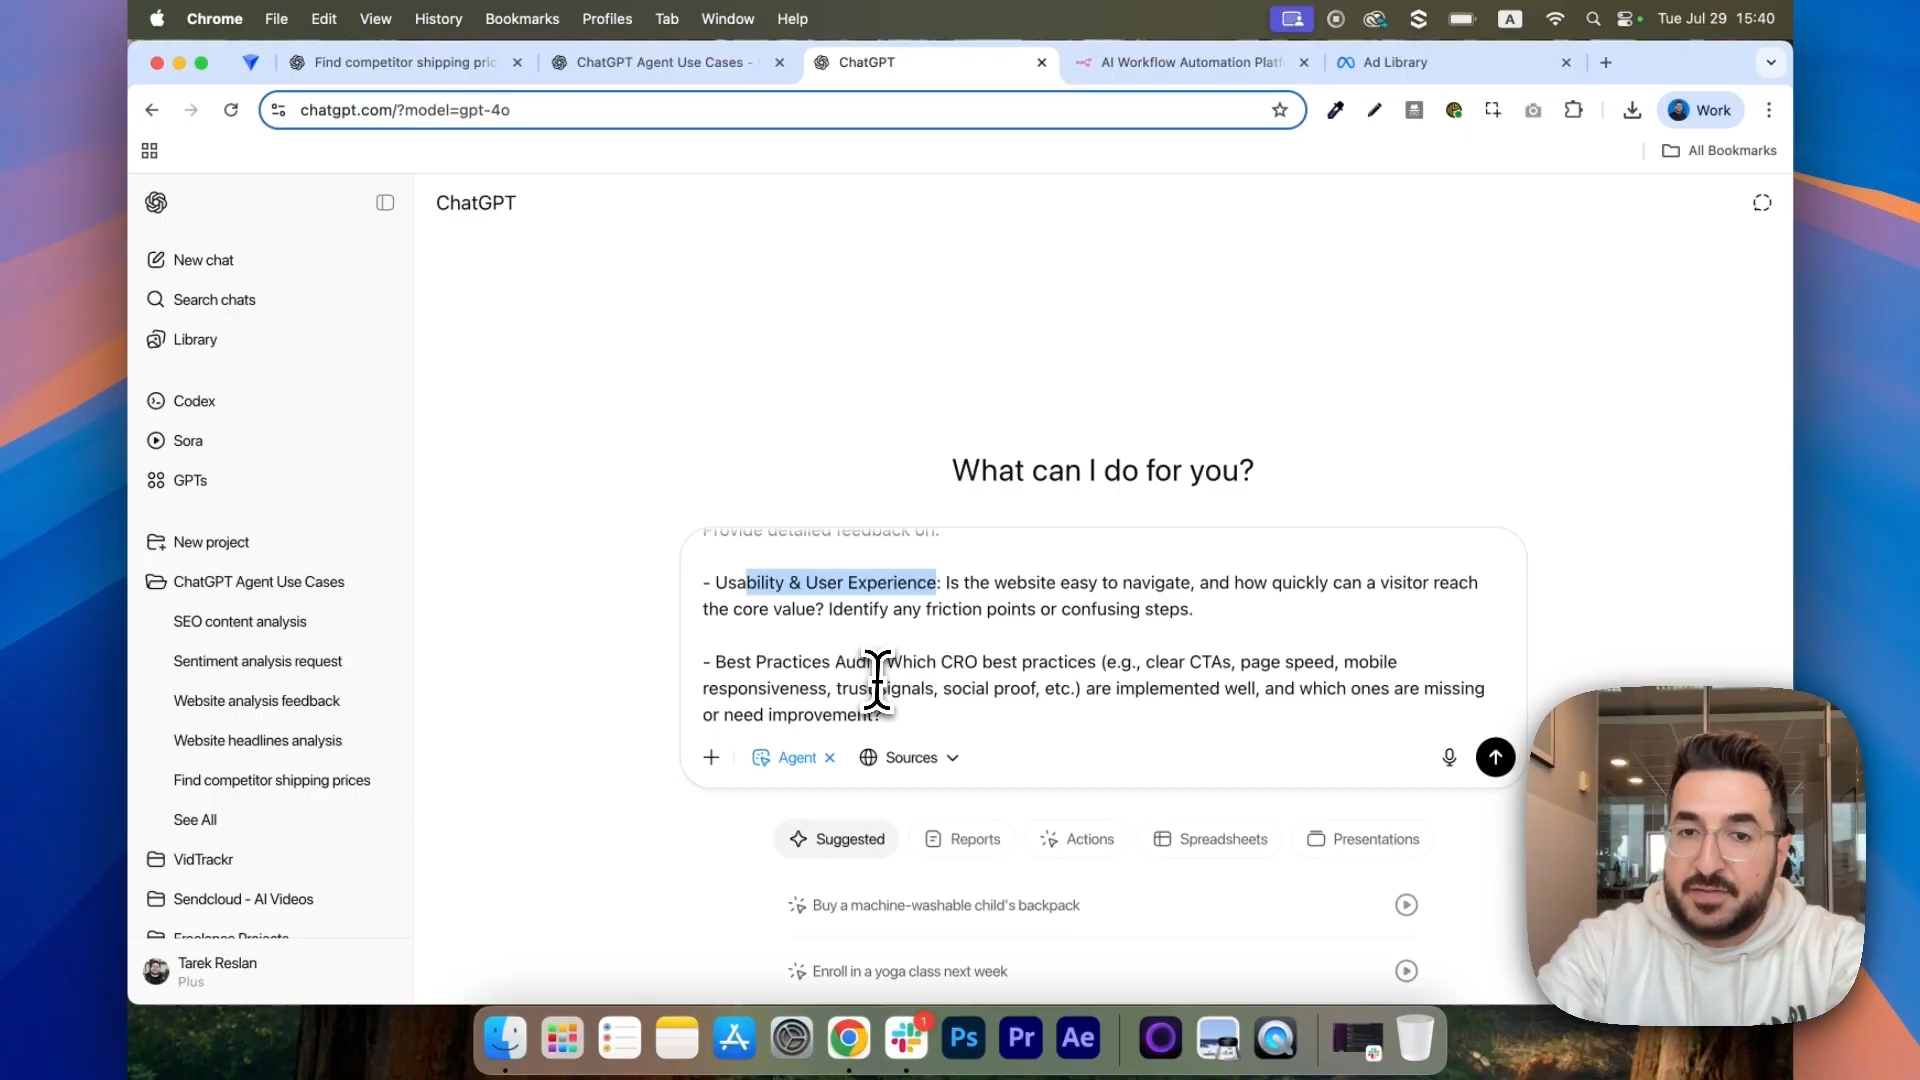 Chrome File Edit View History Bookmarks Profiles Tab Window Help
A
Tue Jul 29 15:40
Find competitor shipping pric
ChatGPT Agent Use Cases -
ChatGPT
AI Workflow Automation Platf
Ad Library
chatgpt.com/?model=gpt-4o
Work
All Bookmarks
ChatGPT
New chat
Search chats
Library
Codex
Sora
GPTs
New project
ChatGPT Agent Use Cases
SEO content analysis
Sentiment analysis request
Website analysis feedback
Website headlines analysis
Find competitor shipping prices
See All
VidTrackr
Sendcloud - AI Videos
Freelance Projects
Tarek Reslan
Plus
What can I do for you?
Provide detailed feedback on:
- Usability & User Experience: Is the website easy to navigate, and how quickly can a visitor reach
the core value? Identify any friction points or confusing steps.
- Best Practices Audit: Which CRO best practices (e.g., clear CTAs, page speed, mobile
responsiveness, trust signals, social proof, etc.) are implemented well, and which ones are missing
or need improvement?
Agent
Sources
Suggested
Reports
Actions
Spreadsheets
Presentations
Buy a machine-washable child's backpack
Enroll in a yoga class next week
1
Ps
Pr
Ae